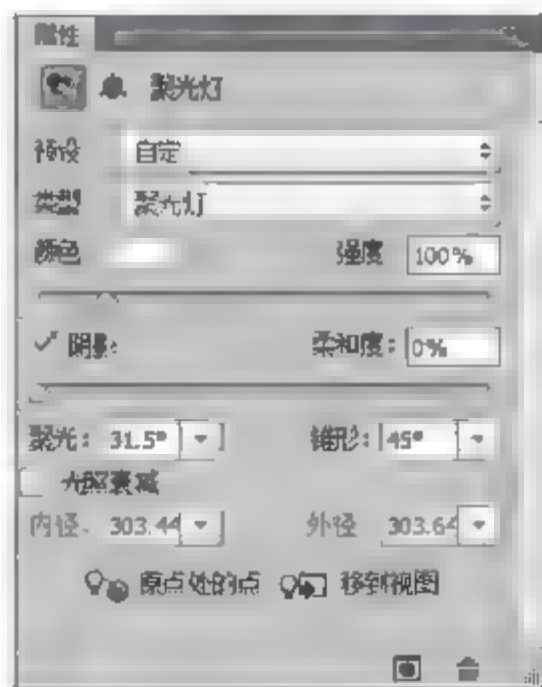 属性
聚光灯
预设 自定
类型 聚光灯
颜色 强度 100%
阴影: 柔和度: 0%
聚光: 31.5° 锥形: 45°
光照衰减
内径: 303.44 外径 303.64
原点处的点 移到视图